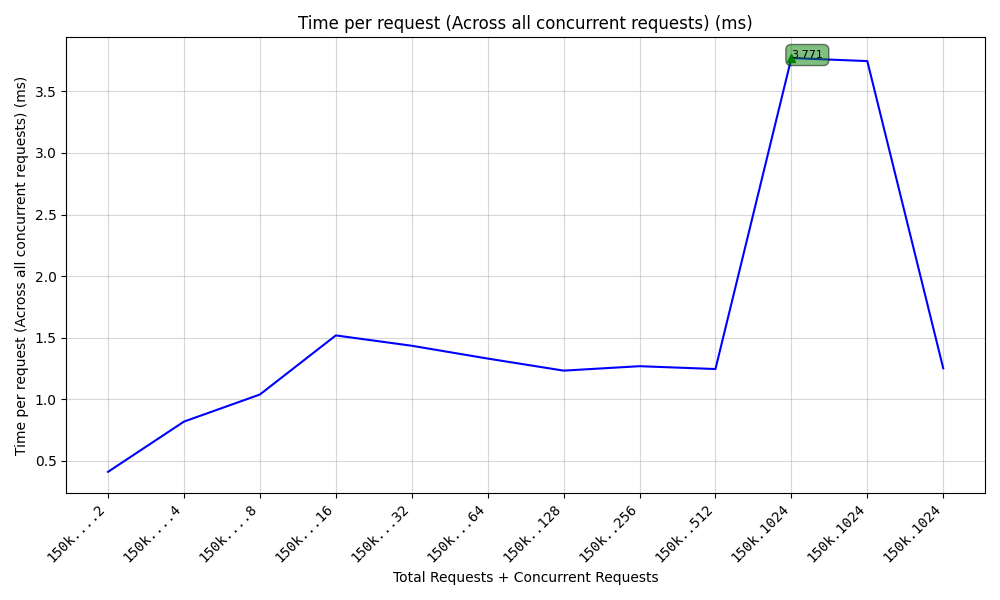 Time per request (Across all concurrent requests) (ms)
Time per request (Across all concurrent requests) (ms)
3.5
3.0
2.5
2.0
1.5
1.0
0.5
3.771
150k....2
150k....4
150k....8
150k...16
150k...32
150k...64
150k..128
150k..256
150k..512
150k.1024
150k.1024
150k.1024
Total Requests + Concurrent Requests